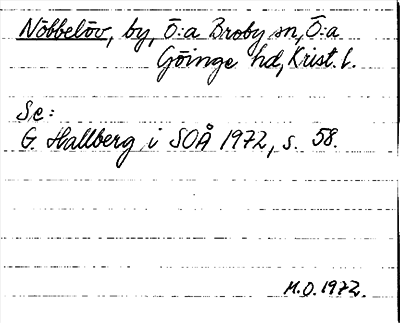 Nöbbelöv, by, Ö:a Broby sn, Ö:a
Göinge hd, Krist. l.
Se:
G. Hallberg i SOÅ 1972, s. 58.
M.O. 1972.